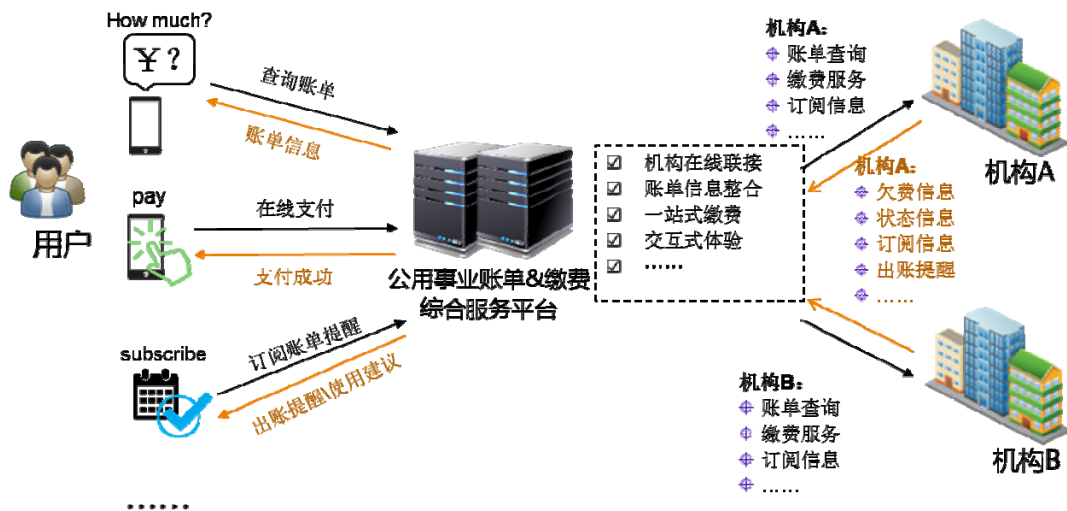 How much?
¥？
查询账单
账单信息
用户
pay
在线支付
支付成功
subscribe
订阅账单提醒
出账提醒\使用建议
……
公用事业账单&缴费
综合服务平台
机构在线联接
账单信息整合
一站式缴费
交互式体验
……
机构A：
账单查询
缴费服务
订阅信息
……
机构A
机构A：
欠费信息
状态信息
订阅信息
出账提醒
……
机构B：
账单查询
缴费服务
订阅信息
……
机构B